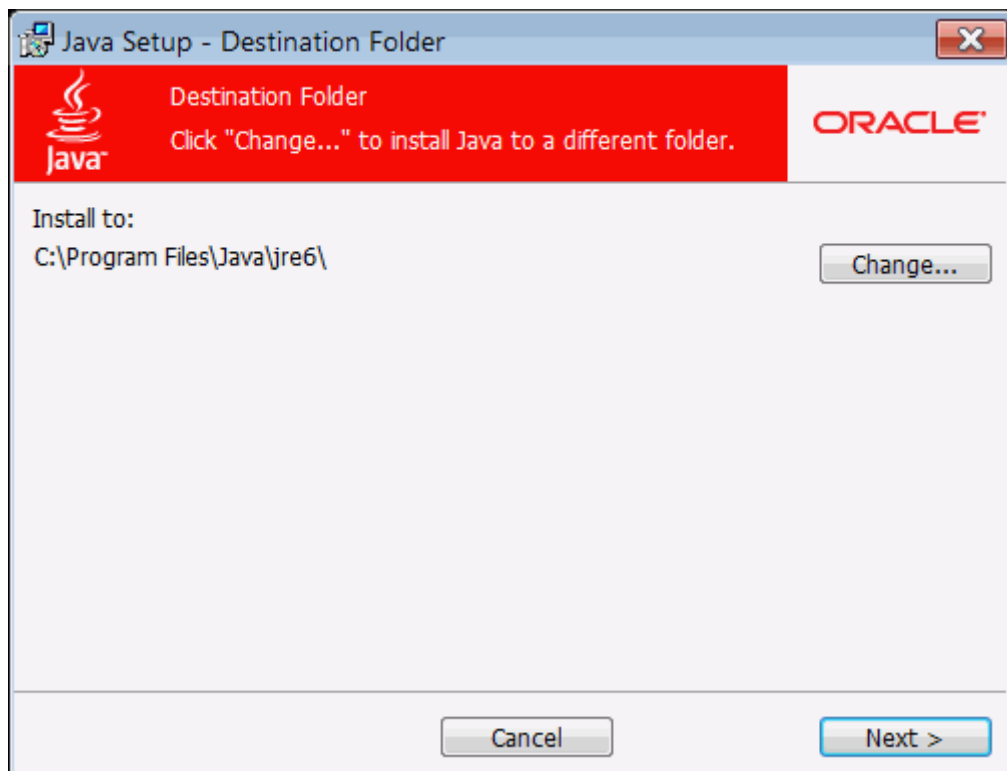 Java Setup - Destination Folder
Java
Destination Folder
Click "Change..." to install Java to a different folder.
ORACLE
Install to:
C:\Program Files\Java\jre6\
Change...
Cancel
Next >